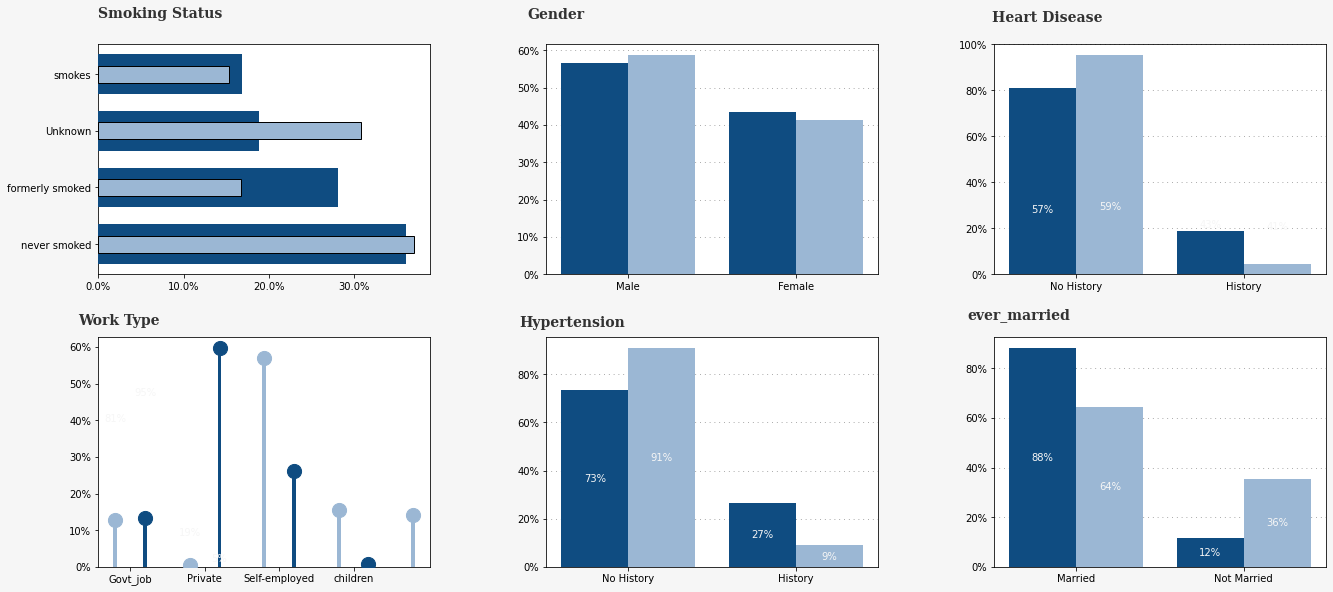 Smoking Status
smokes
Unknown
formerly smoked
never smoked
0.0% 10.0% 20.0% 30.0%
Gender
60%
50%
40%
30%
20%
10%
0%
Male Female
Heart Disease
100%
80%
60%
40%
20%
0%
57% 59%
No History History
Work Type
60%
50%
40%
30%
20%
10%
0%
95%
81%
19%
Govt_job Private Self-employed children
Hypertension
80%
60%
40%
20%
0%
91%
73%
27%
9%
No History History
ever_married
80%
60%
40%
20%
0%
88%
64%
36%
12%
Married Not Married